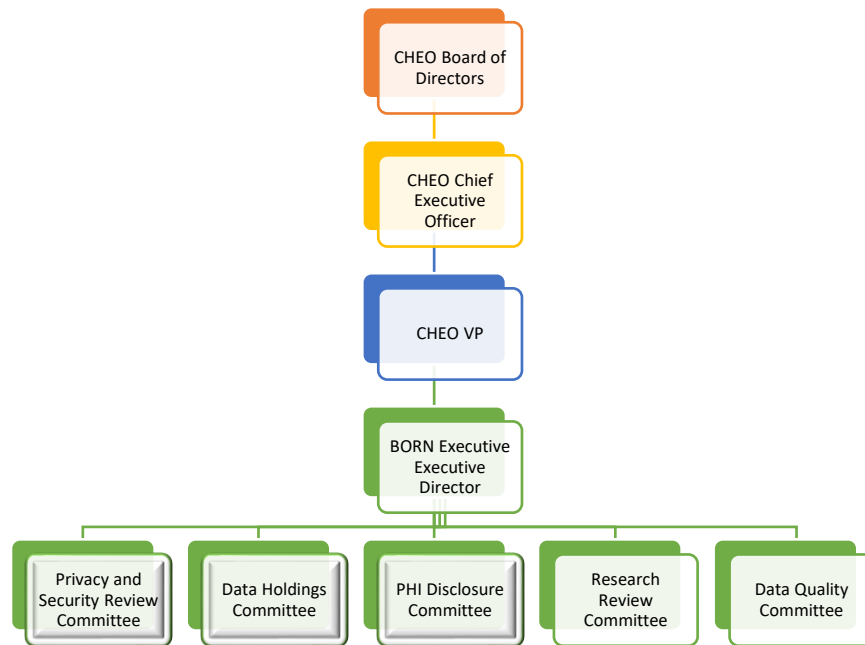 CHEO Board of
Directors
CHEO Chief
Executive
Officer
CHEO VP
BORN Executive
Executive
Director
Privacy and
Security Review
Committee
Data Holdings
Committee
PHI Disclosure
Committee
Research
Review
Committee
Data Quality
Committee